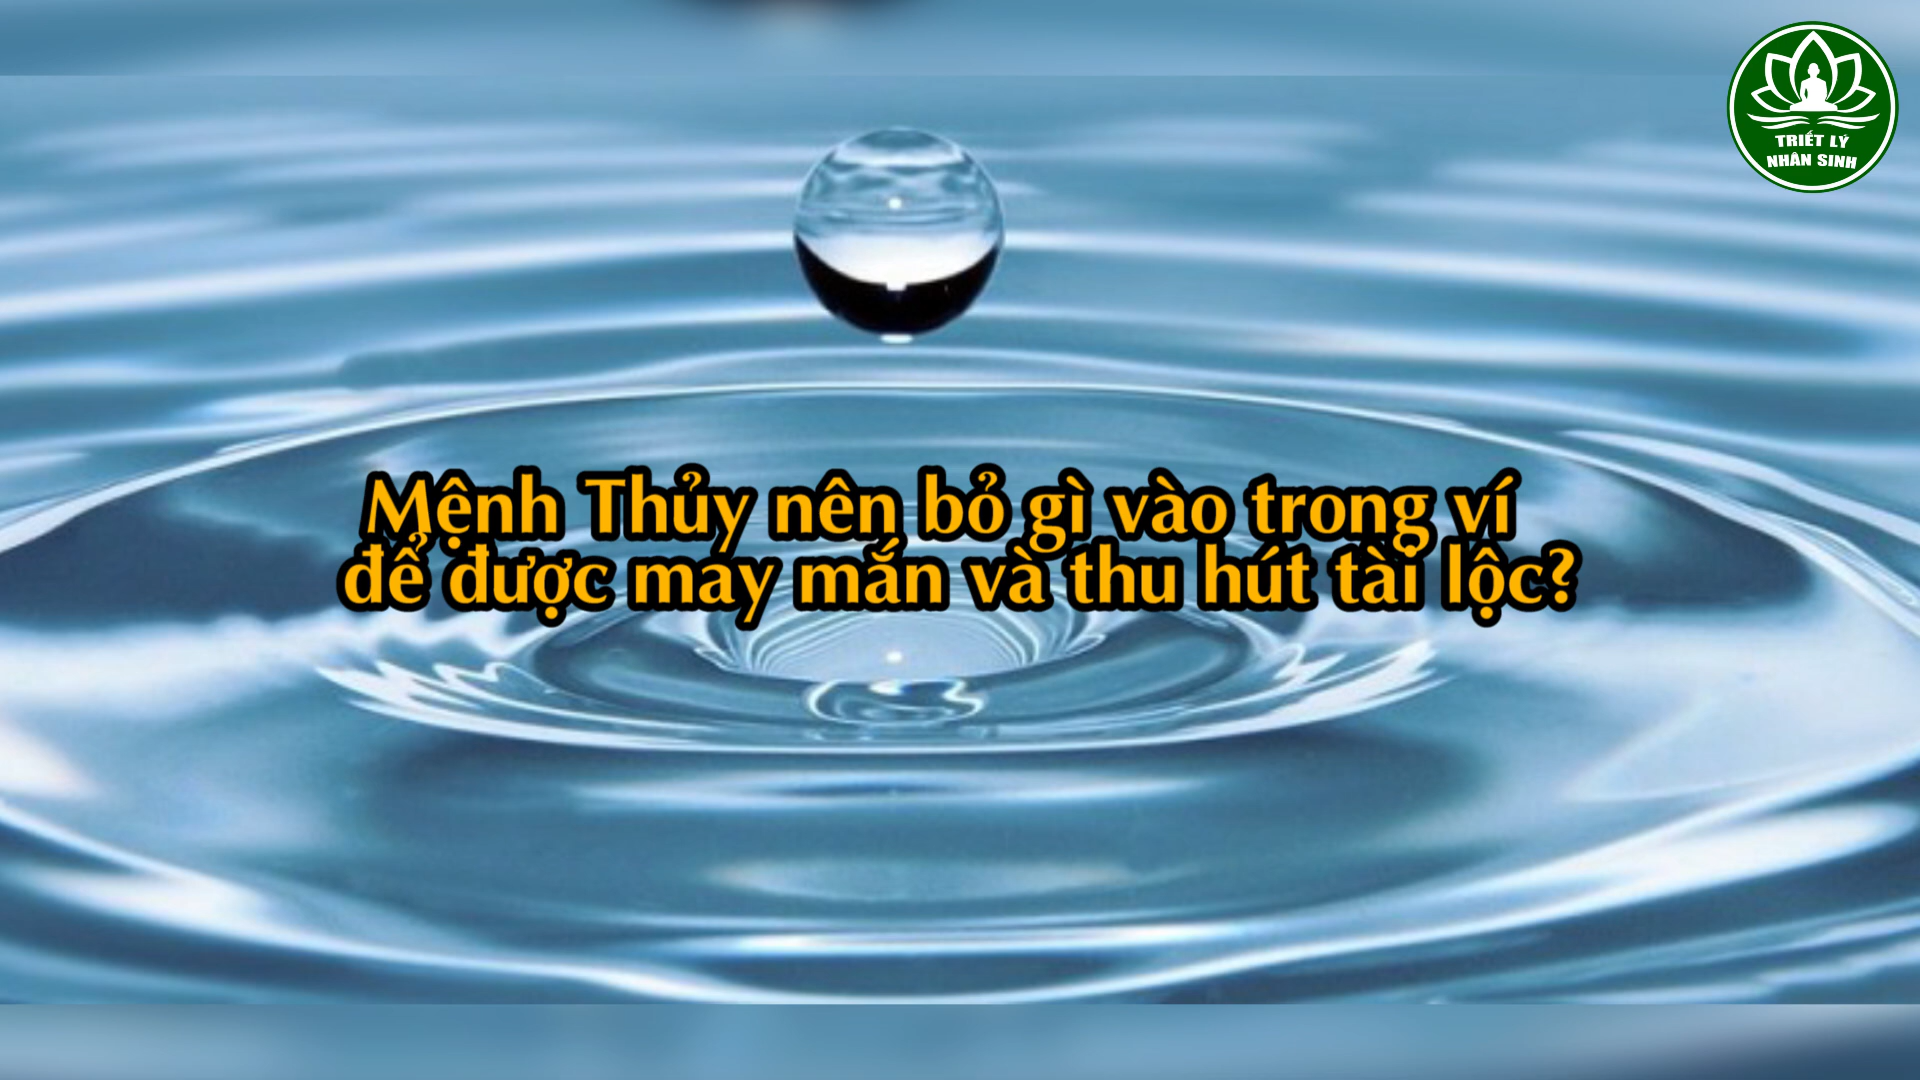 TRIẾT LÝ
NHÂN SINH
Mệnh Thủy nên bỏ gì vào trong ví
để được may mắn và thu hút tài lộc?